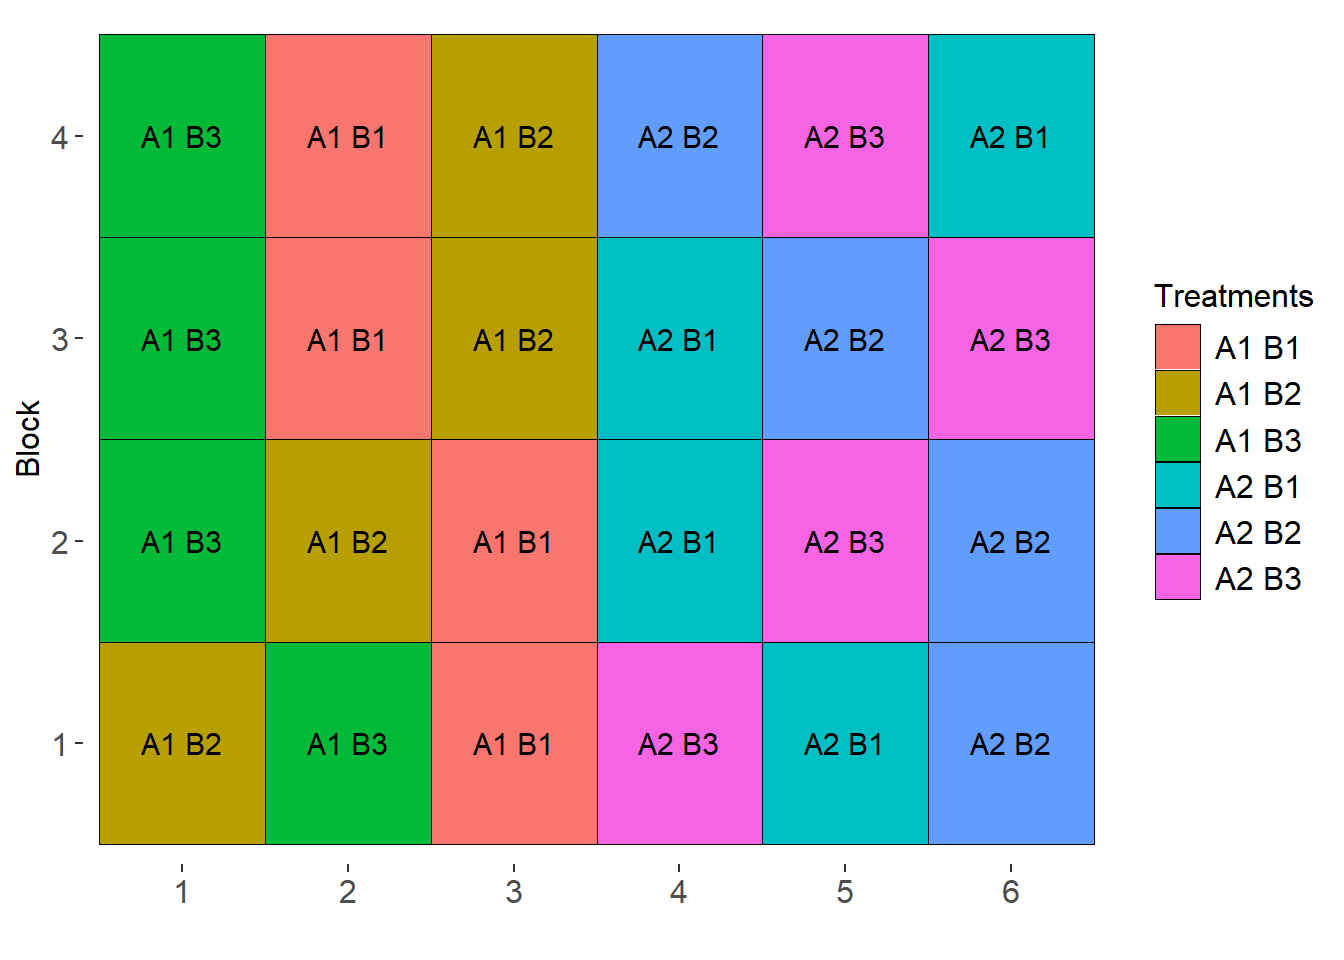 4
A1 B3 A1 B1 A1 B2 A2 B2 A2 B3 A2 B1
3
A1 B3 A1 B1 A1 B2 A2 B1 A2 B2 A2 B3
2
A1 B3 A1 B2 A1 B1 A2 B1 A2 B3 A2 B2
1
A1 B2 A1 B3 A1 B1 A2 B3 A2 B1 A2 B2
Block
1 2 3 4 5 6
Treatments
A1 B1
A1 B2
A1 B3
A2 B1
A2 B2
A2 B3